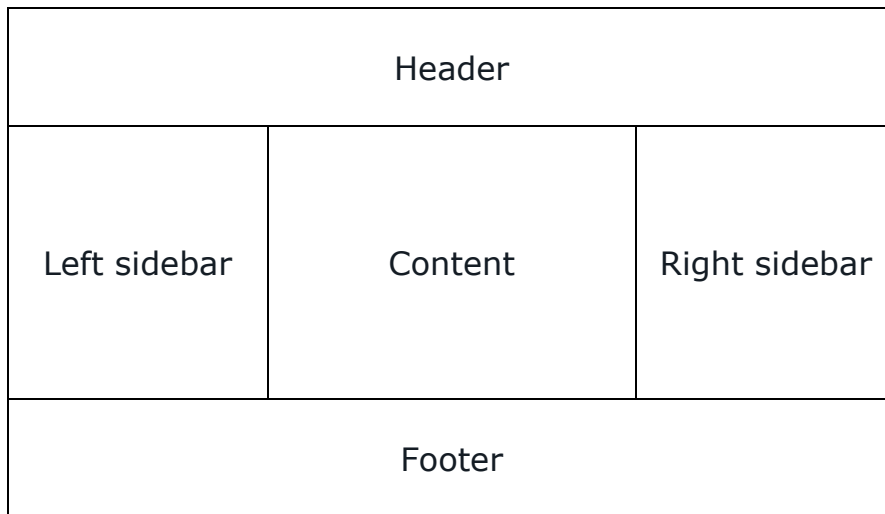 Header
Left sidebar
Content
Right sidebar
Footer